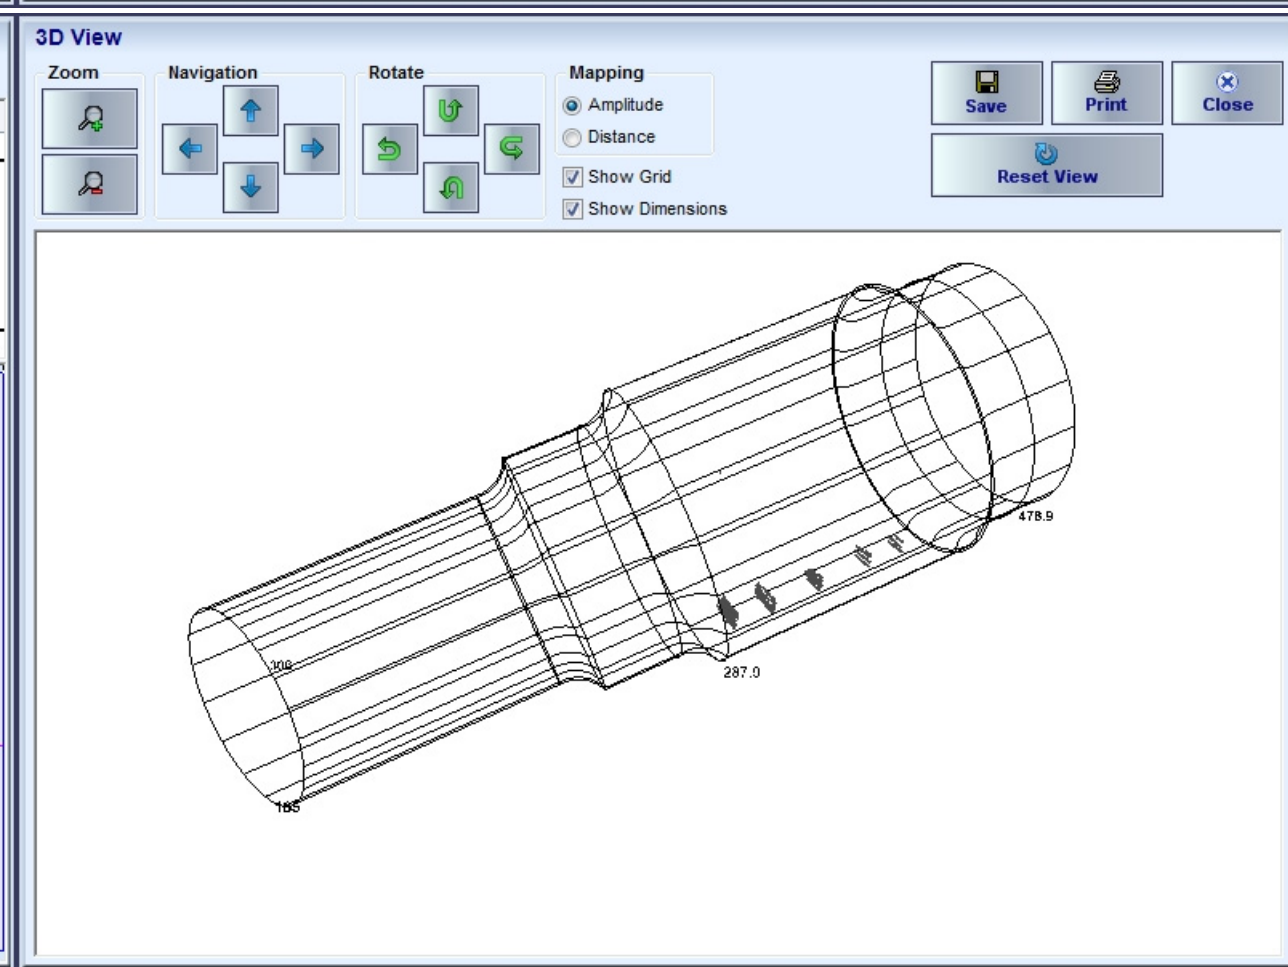 3D View
Zoom
Navigation
Rotate
Mapping
Amplitude
Distance
Show Grid
Show Dimensions
Save
Print
Close
Reset View
478.9
287.0